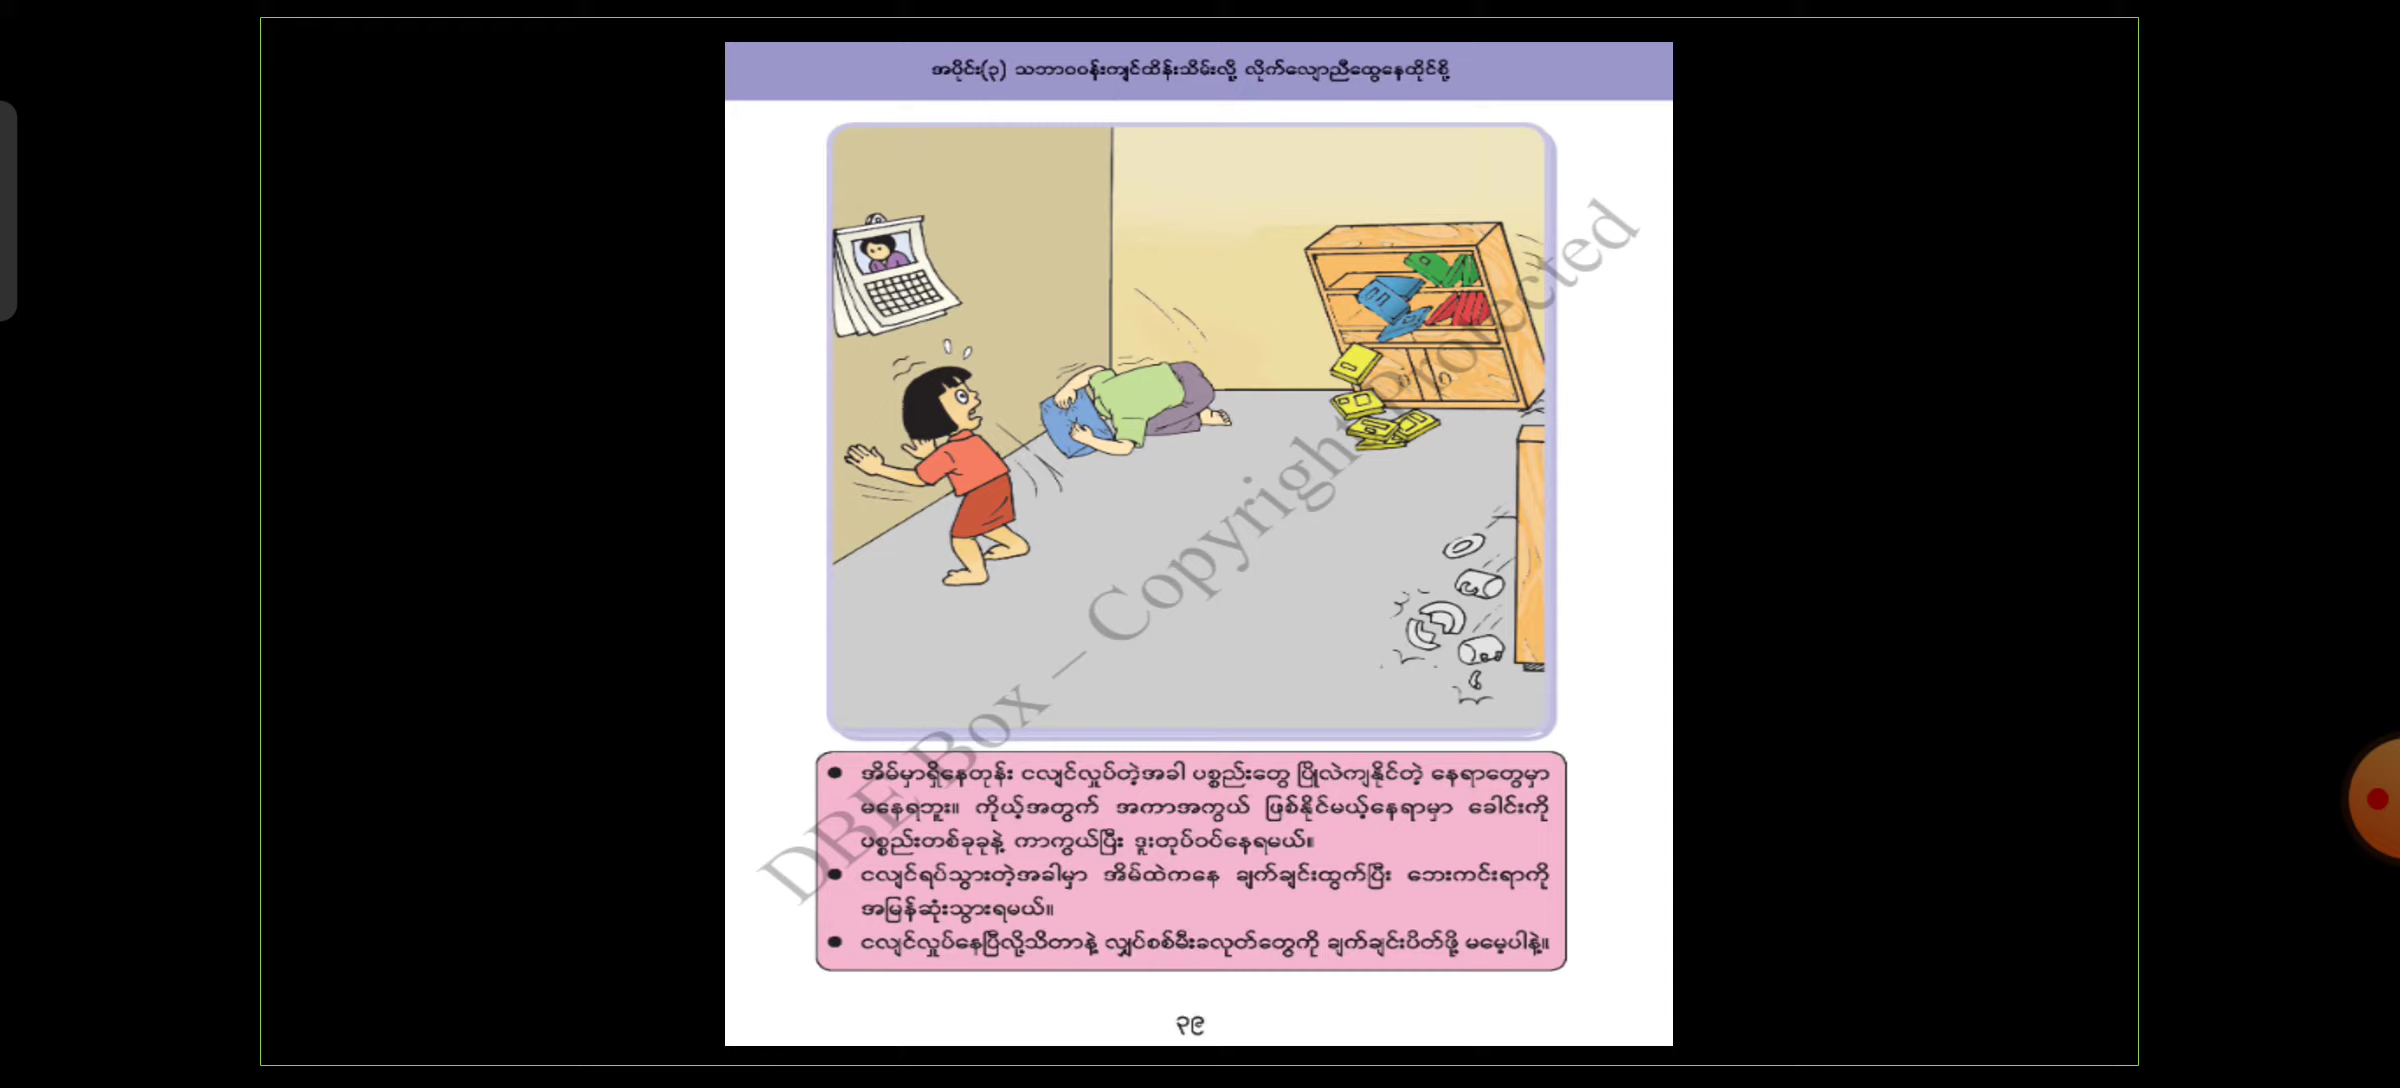 အပိုင်း(၃) သဘာဝဝန်းကျင်ထိန်းသိမ်းလို့ လိုက်လျောညီထွေနေထိုင်စို့
အိမ်မှာရှိနေတုန်း ငလျင်လှုပ်တဲ့အခါ ပစ္စည်းတွေ ပြိုလဲကျနိုင်တဲ့ နေရာတွေမှာ
မနေရဘူး။ ကိုယ့်အတွက် အကာအကွယ် ဖြစ်နိုင်မယ့်နေရာမှာ ခေါင်းကို
ပစ္စည်းတစ်ခုခုနဲ့ ကာကွယ်ပြီး ဒူးတုပ်ဝပ်နေရမယ်။
ငလျင်ရပ်သွားတဲ့အခါမှာ အိမ်ထဲကနေ ချက်ချင်းထွက်ပြီး ဘေးကင်းရာကို
အမြန်ဆုံးသွားရမယ်။
ငလျင်လှုပ်နေပြီလို့သိတာနဲ့ လျှပ်စစ်မီးခလုတ်တွေကို ချက်ချင်းပိတ်ဖို့ မမေ့ပါနဲ့။
DBE Box – Copyright Protected
၃၉